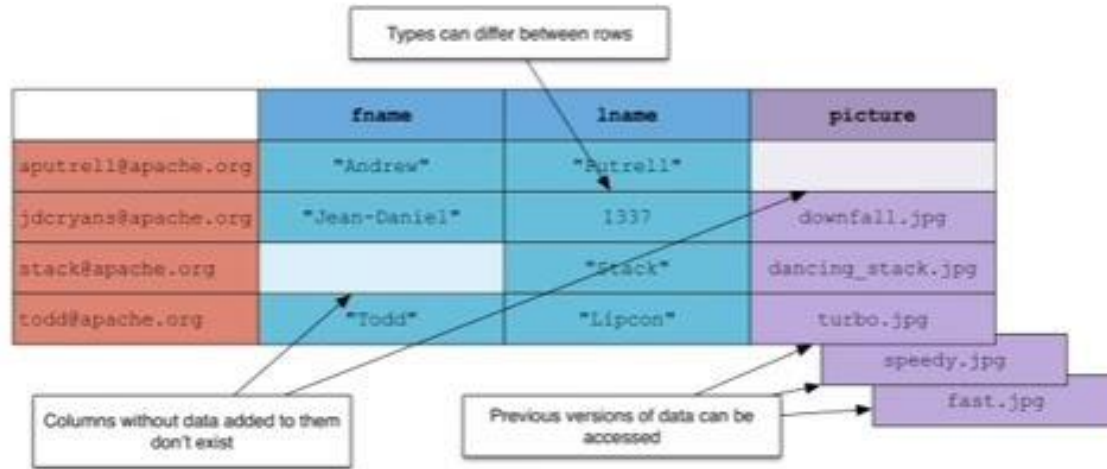 Types can differ between rows
fname lname picture
aputrell@apache.org "Andrew" "Putrell"
jdcryans@apache.org "Jean-Daniel" 1337 downfall.jpg
stack@apache.org "Stack" dancing_stack.jpg
todd@apache.org "Todd" "Lipcon" turbo.jpg
speedy.jpg
fast.jpg
Columns without data added to them
don't exist
Previous versions of data can be
accessed